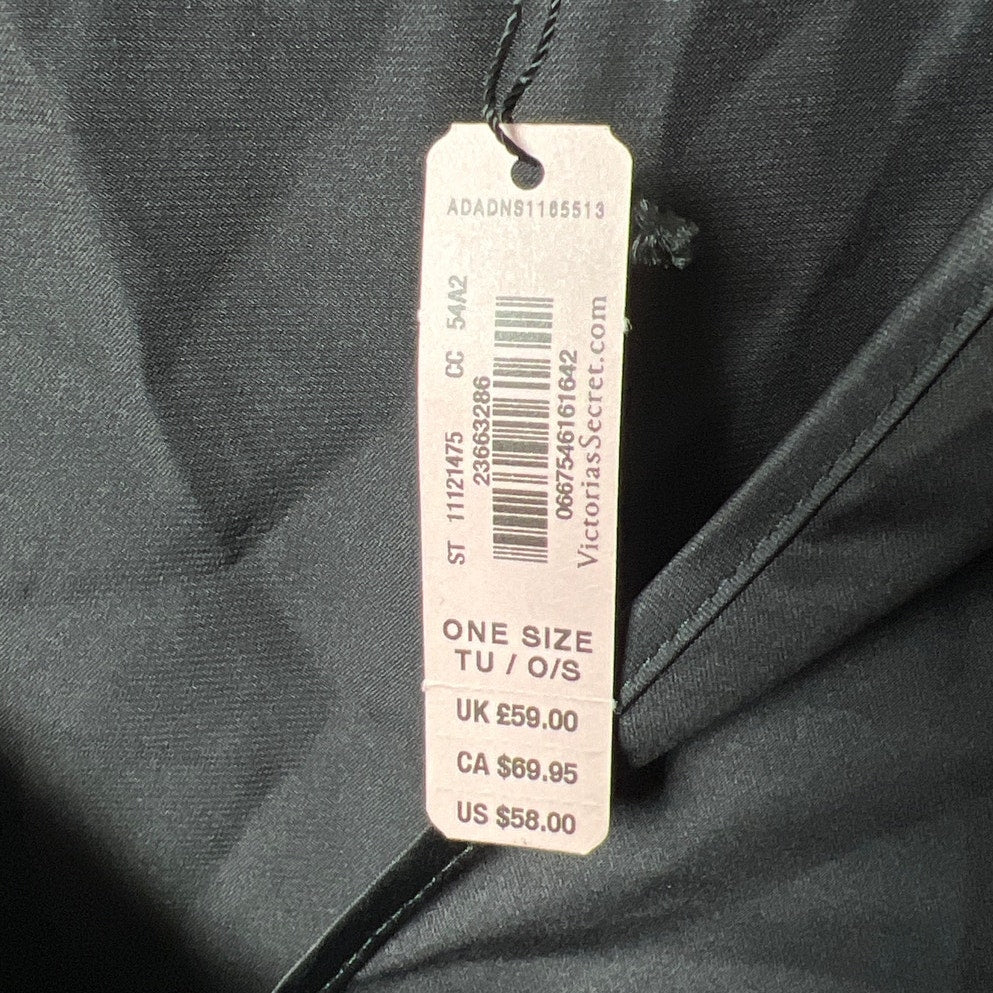 ADADNS1165513
ST 11121475 CC 54A2
23663286
0667546161642
VictoriasSecret.com
ONE SIZE
TU / O/S
UK £59.00
CA $69.95
US $58.00